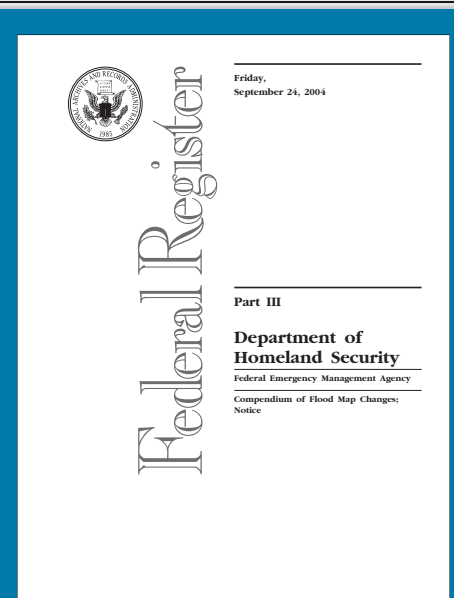 NATIONAL ARCHIVES AND RECORDS ADMINISTRATION
1985
Federal Register
Friday,
September 24, 2004
Part III
Department of
Homeland Security
Federal Emergency Management Agency
Compendium of Flood Map Changes;
Notice